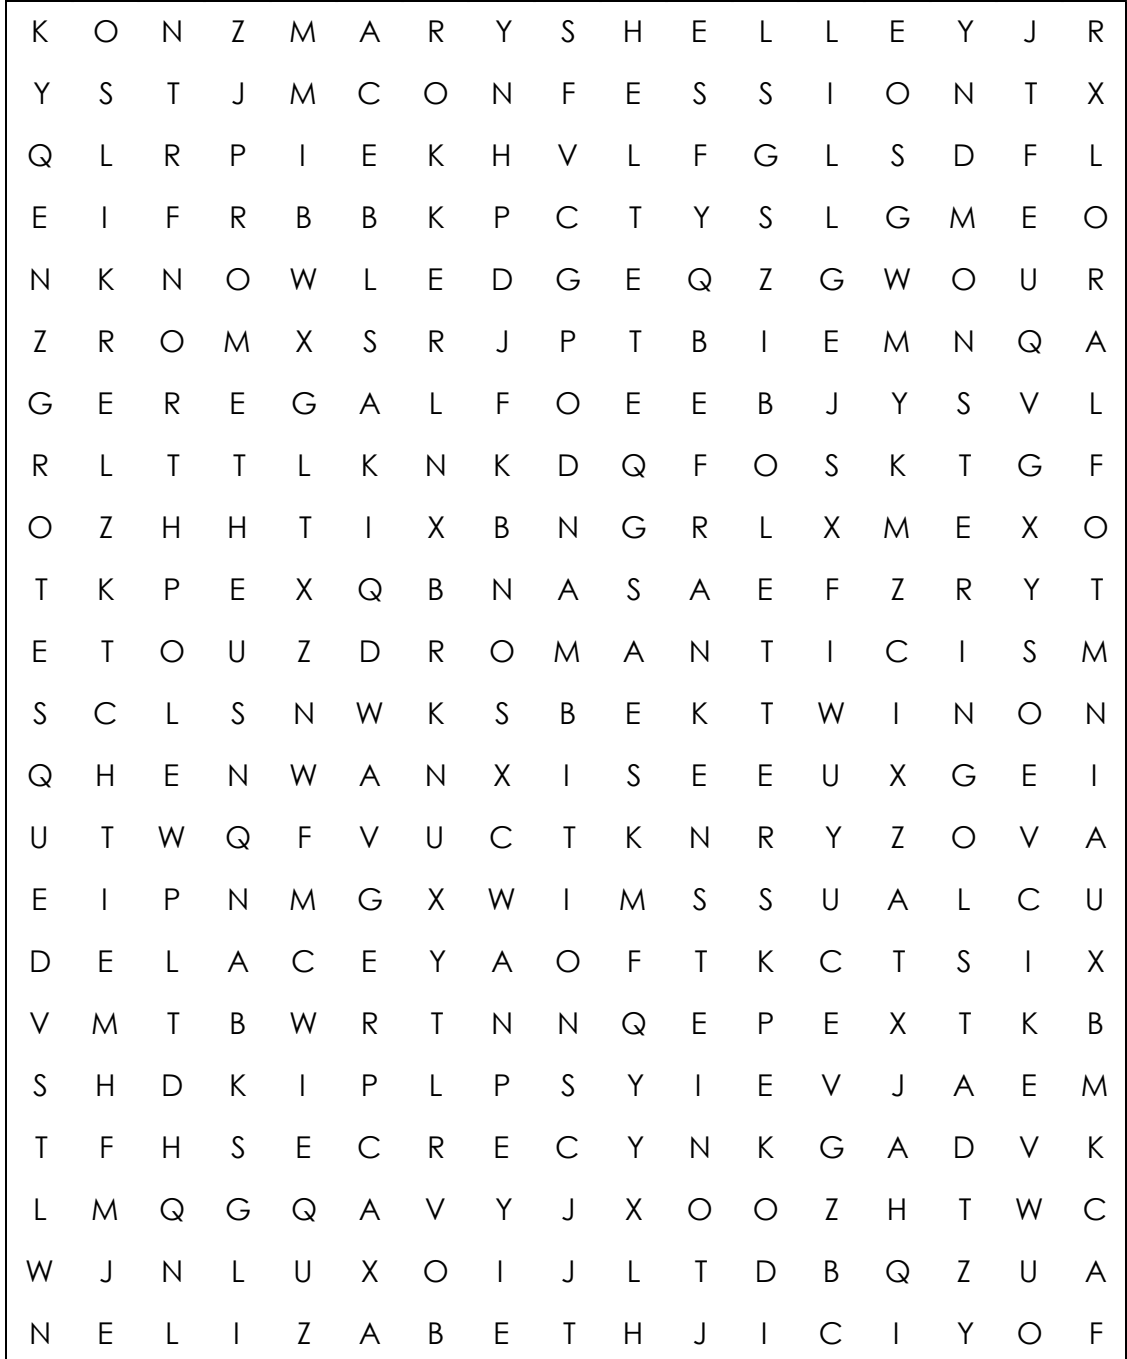 K O N Z M A R Y S H E L L E Y J R
Y S T J M C O N F E S S I O N T X
Q L R P I E K H V L F G L S D F L
E I F R B B K P C T Y S L G M E O
N K N O W L E D G E Q Z G W O U R
Z R O M X S R J P T B I E M N Q A
G E R E G A L F O E E B J Y S V L
R L T T L K N K D Q F O S K T G F
O Z H H T I X B N G R L X M E X O
T K P E X Q B N A S A E F Z R Y T
E T O U Z D R O M A N T I C I S M
S C L S N W K S B E K T W I N O N
Q H E N W A N X I S E E U X G E I
U T W Q F V U C T K N R Y Z O V A
E I P N M G X W I M S S U A L C U
D E L A C E Y A O F T K C T S I X
V M T B W R T N N Q E P E X T K B
S H D K I P L P S Y I E V J A E M
T F H S E C R E C Y N K G A D V K
L M Q G Q A V Y J X O O Z H T W C
W J N L U X O I J L T D B Q Z U A
N E L I Z A B E T H J I C I Y O F